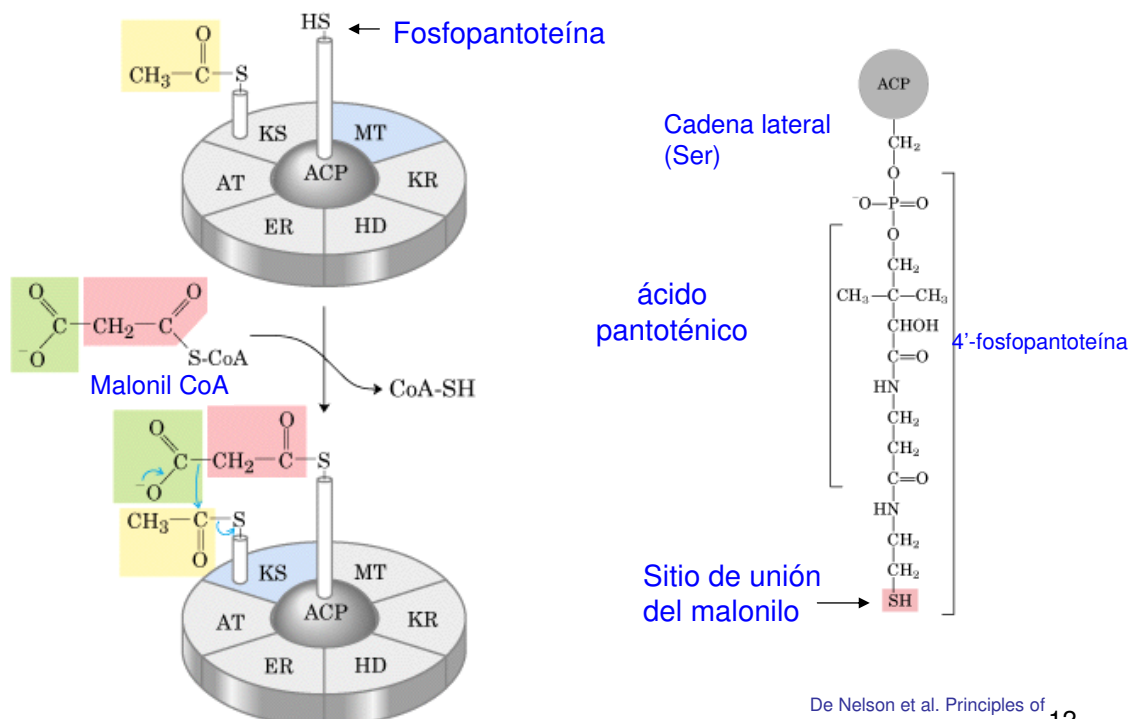 HS
Fosfopantoteína
O
CH3–C–S
KS
MT
AT
ACP
KR
ER
HD
O
O
C–CH2–C
⁻O
S-CoA
Malonil CoA
CoA-SH
O
O
C–CH2–C–S
⁻O
CH3–C–S
O
KS
MT
AT
ACP
KR
ER
HD
ACP
Cadena lateral
(Ser)
CH2
O
⁻O–P=O
O
CH2
CH3–C–CH3
CHOH
C=O
HN
CH2
CH2
C=O
HN
CH2
CH2
SH
ácido
pantoténico
4'-fosfopantoteína
Sitio de unión
del malonilo
De Nelson et al. Principles of